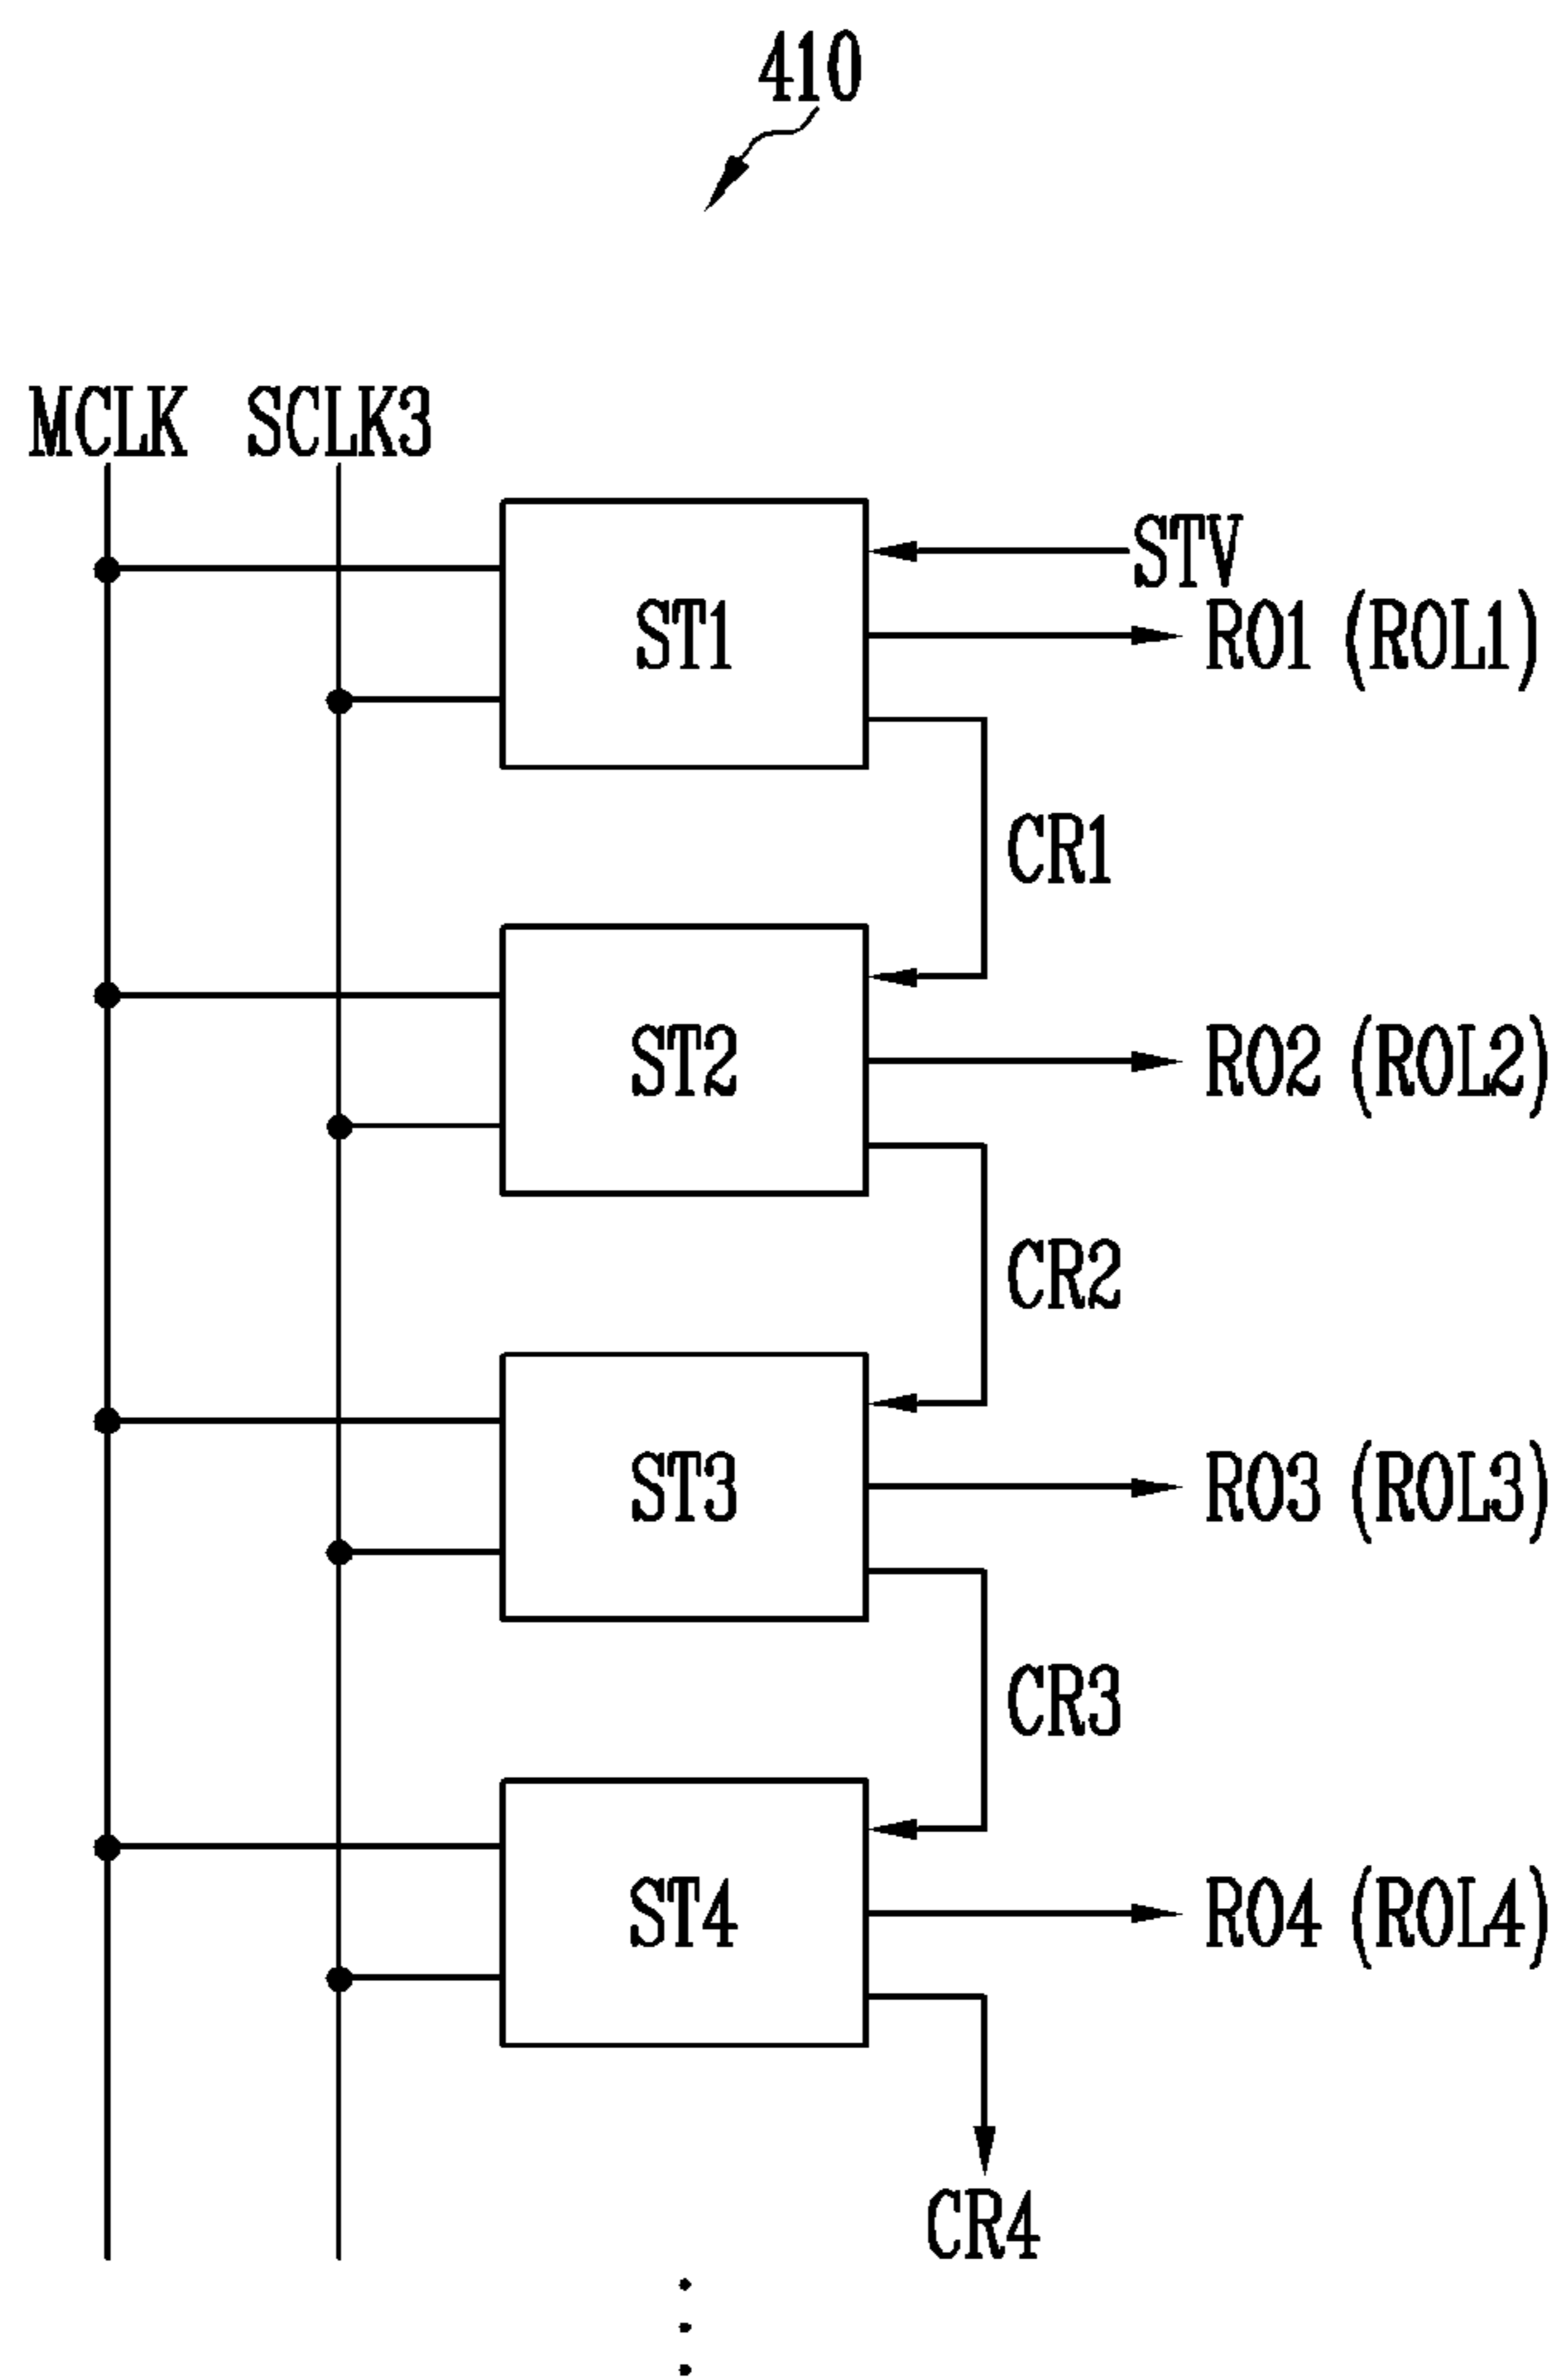 410
MCLK SCLK3
STV
ST1 RO1 (ROL1)
CR1
ST2 RO2 (ROL2)
CR2
ST3 RO3 (ROL3)
CR3
ST4 RO4 (ROL4)
CR4